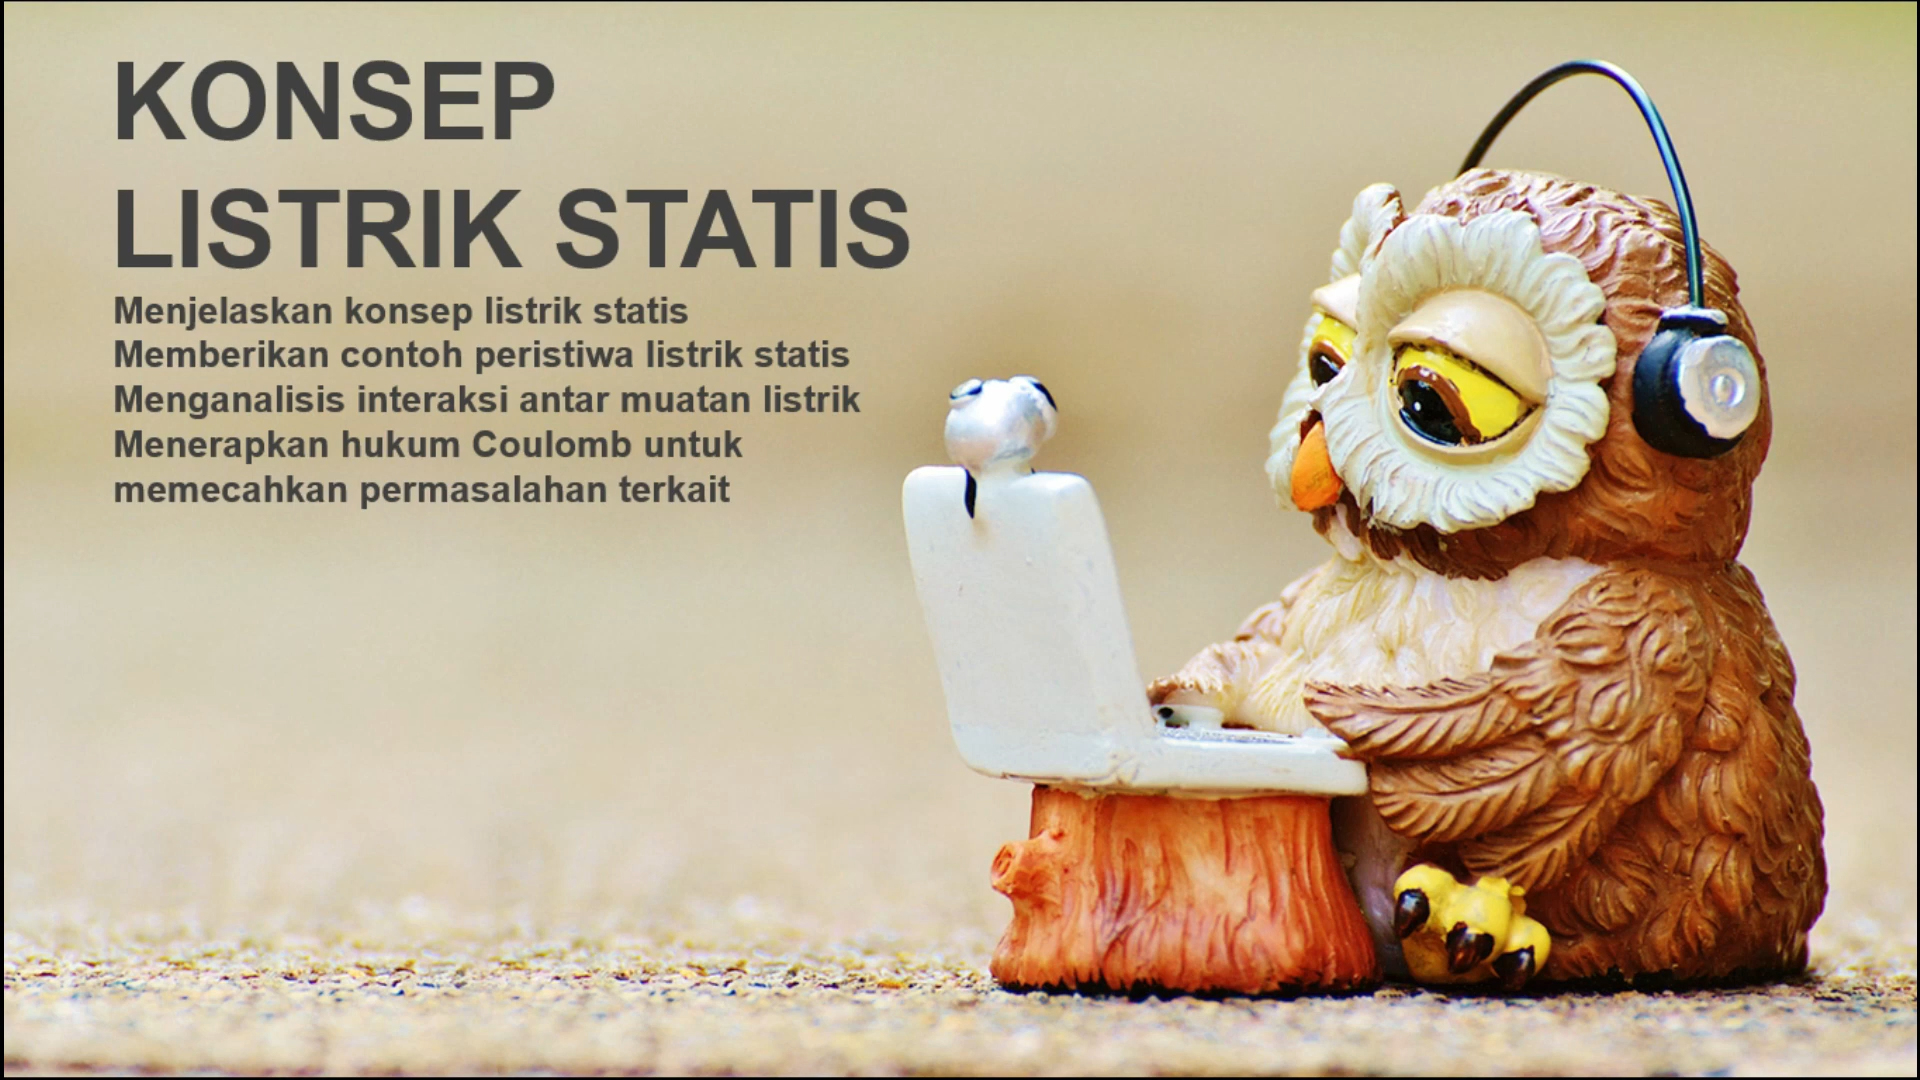 KONSEP
LISTRIK STATIS
Menjelaskan konsep listrik statis
Memberikan contoh peristiwa listrik statis
Menganalisis interaksi antar muatan listrik
Menerapkan hukum Coulomb untuk
memecahkan permasalahan terkait